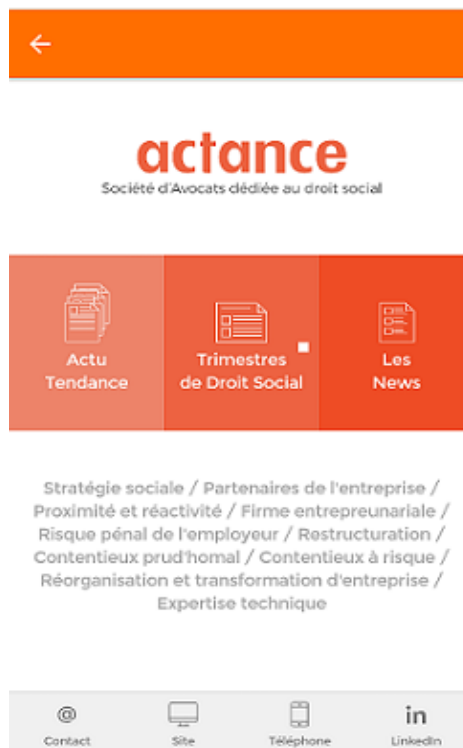 actance
Société d'Avocats dédiée au droit social
Actu
Tendance
Trimestres
de Droit Social
Les
News
Stratégie sociale / Partenaires de l'entreprise /
Proximité et réactivité / Firme entrepreunariale /
Risque pénal de l'employeur / Restructuration /
Contentieux prud'homal / Contentieux à risque /
Réorganisation et transformation d'entreprise /
Expertise technique
@
Contact
Site
Téléphone
in
LinkedIn